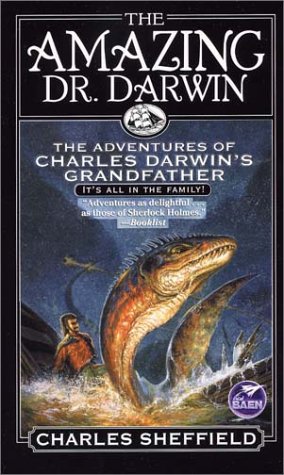 THE
AMAZING
DR. DARWIN
THE ADVENTURES OF
CHARLES DARWIN'S
GRANDFATHER
IT'S ALL IN THE FAMILY!
"Adventures as delightful . . .
as those of Sherlock Holmes."
—Booklist
BAEN
CHARLES SHEFFIELD